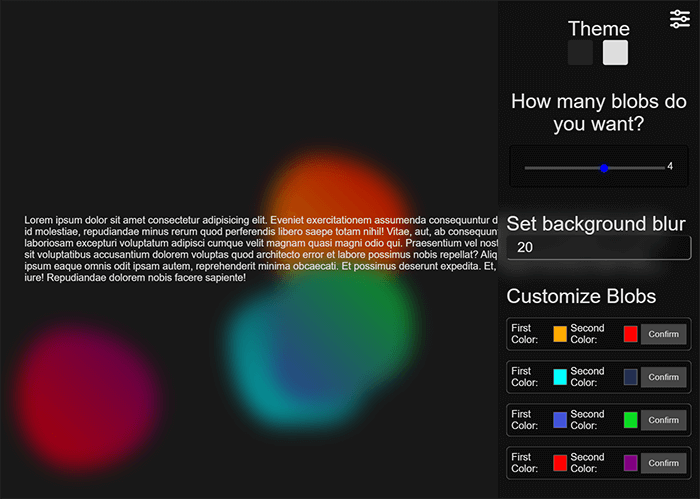 Theme
How many blobs do
you want?
4
Lorem ipsum dolor sit amet consectetur adipisicing elit. Eveniet exercitationem assumenda consequuntur d
id molestiae, repudiandae minus rerum quod perferendis libero saepe totam nihil! Vitae, aut, ab consequun
laboriosam excepturi voluptatum adipisci cumque velit magnam quasi magni odio qui. Praesentium vel nost
sit voluptatibus accusantium dolorem voluptas quod architecto error et labore possimus nobis repellat? Aliq
ipsum eaque omnis odit ipsam autem, reprehenderit minima obcaecati. Et possimus deserunt expedita. Et,
iure! Repudiandae dolorem nobis facere sapiente!
Set background blur
20
Customize Blobs
First Color: Second Color: Confirm
First Color: Second Color: Confirm
First Color: Second Color: Confirm
First Color: Second Color: Confirm